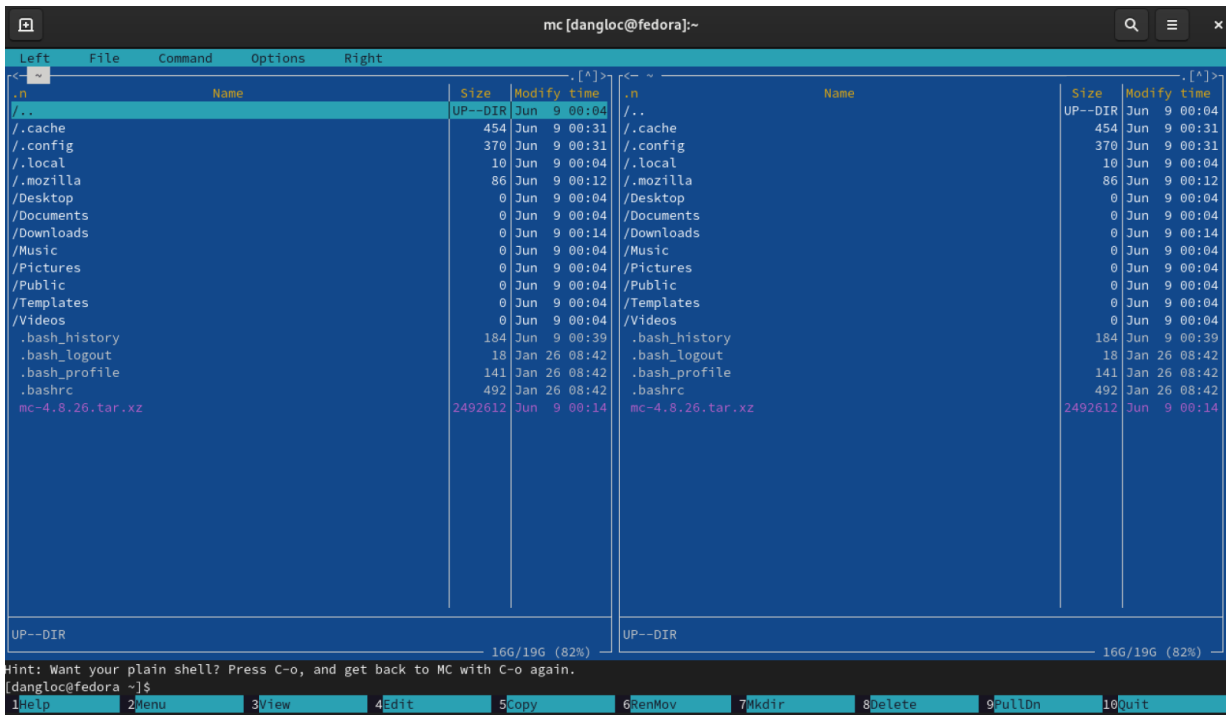 mc [dangloc@fedora]:~
Left File Command Options Right
<- ~ .[^]>
.n Name Size Modify time
/.. UP--DIR Jun 9 00:04
/.cache 454 Jun 9 00:31
/.config 370 Jun 9 00:31
/.local 10 Jun 9 00:04
/.mozilla 86 Jun 9 00:12
/Desktop 0 Jun 9 00:04
/Documents 0 Jun 9 00:04
/Downloads 0 Jun 9 00:14
/Music 0 Jun 9 00:04
/Pictures 0 Jun 9 00:04
/Public 0 Jun 9 00:04
/Templates 0 Jun 9 00:04
/Videos 0 Jun 9 00:04
.bash_history 184 Jun 9 00:39
.bash_logout 18 Jan 26 08:42
.bash_profile 141 Jan 26 08:42
.bashrc 492 Jan 26 08:42
mc-4.8.26.tar.xz 2492612 Jun 9 00:14
UP--DIR
16G/19G (82%)
<- ~ .[^]>
.n Name Size Modify time
/.. UP--DIR Jun 9 00:04
/.cache 454 Jun 9 00:31
/.config 370 Jun 9 00:31
/.local 10 Jun 9 00:04
/.mozilla 86 Jun 9 00:12
/Desktop 0 Jun 9 00:04
/Documents 0 Jun 9 00:04
/Downloads 0 Jun 9 00:14
/Music 0 Jun 9 00:04
/Pictures 0 Jun 9 00:04
/Public 0 Jun 9 00:04
/Templates 0 Jun 9 00:04
/Videos 0 Jun 9 00:04
.bash_history 184 Jun 9 00:39
.bash_logout 18 Jan 26 08:42
.bash_profile 141 Jan 26 08:42
.bashrc 492 Jan 26 08:42
mc-4.8.26.tar.xz 2492612 Jun 9 00:14
UP--DIR
16G/19G (82%)
Hint: Want your plain shell? Press C-o, and get back to MC with C-o again.
[dangloc@fedora ~]$
1Help 2Menu 3View 4Edit 5Copy 6RenMov 7Mkdir 8Delete 9PullDn 10Quit